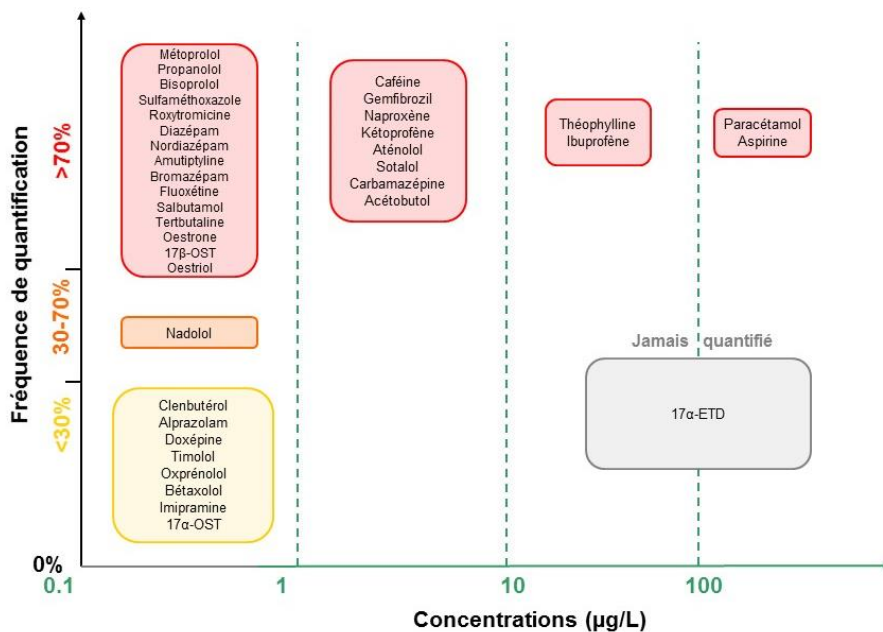 Fréquence de quantification
>70%
30-70%
<30%
0%
Métoprolol
Propanolol
Bisoprolol
Sulfaméthoxazole
Roxytromicine
Diazépam
Nordiazépam
Amutiptyline
Bromazépam
Fluoxétine
Salbutamol
Tertbutaline
Oestrone
17β-OST
Oestriol
Caféine
Gemfibrozil
Naproxène
Kétoprofène
Aténolol
Sotalol
Carbamazépine
Acétobutol
Théophylline
Ibuprofène
Paracétamol
Aspirine
Nadolol
Jamais quantifié
17α-ETD
Clenbutérol
Alprazolam
Doxépine
Timolol
Oxprénolol
Bétaxolol
Imipramine
17α-OST
0.1 1 10 100
Concentrations (µg/L)